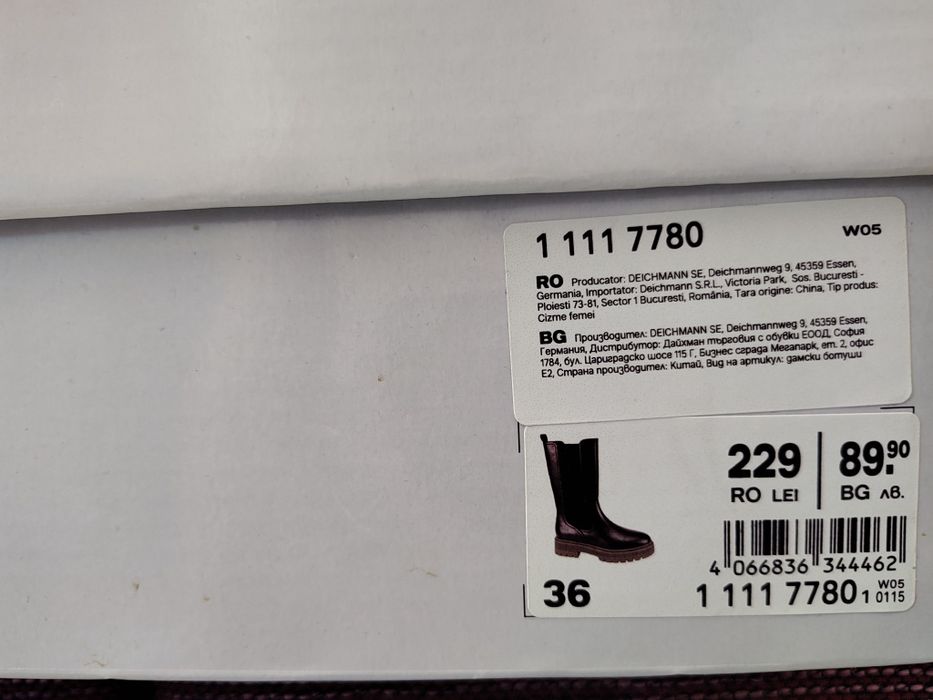 1 111 7780 W05
RO Producator: DEICHMANN SE, Deichmannweg 9, 45359 Essen,
Germania, Importator: Deichmann S.R.L., Victoria Park, Sos. Bucuresti -
Ploiesti 73-81, Sector 1 Bucuresti, România, Tara origine: China, Tip produs:
Cizme femei
BG Производител: DEICHMANN SE, Deichmannweg 9, 45359 Essen,
Германия, Дистрибутор: Дайхман търговия с обувки ЕООД, София
1784, бул. Цариградско шосе 115 Г, Бизнес сграда Мегапарк, ет. 2, офис
E2, Страна производител: Китай, Вид на артикул: дамски ботуши
229 89.90
RO LEI BG лв.
4 066836 344462
36 1 111 7780 1 W05 0115